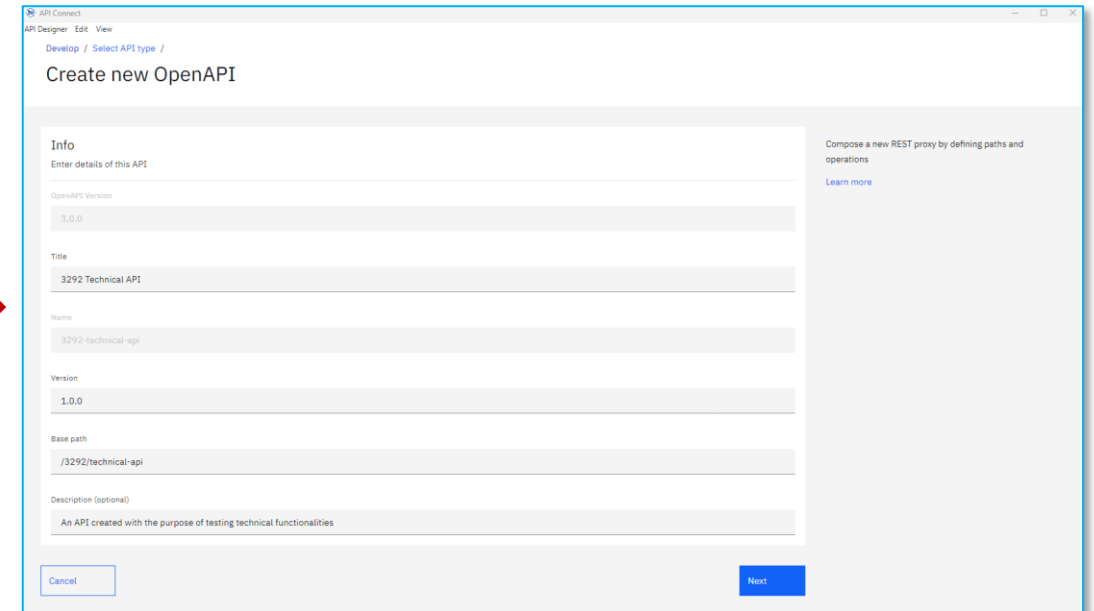 API Connect
API Designer Edit View
Develop / Select API type /
Create new OpenAPI
Info
Enter details of this API
OpenAPI Version
3.0.0
Title
3292 Technical API
Name
3292-technical-api
Version
1.0.0
Base path
/3292/technical-api
Description (optional)
An API created with the purpose of testing technical functionalities
Cancel
Next
Compose a new REST proxy by defining paths and
operations
Learn more